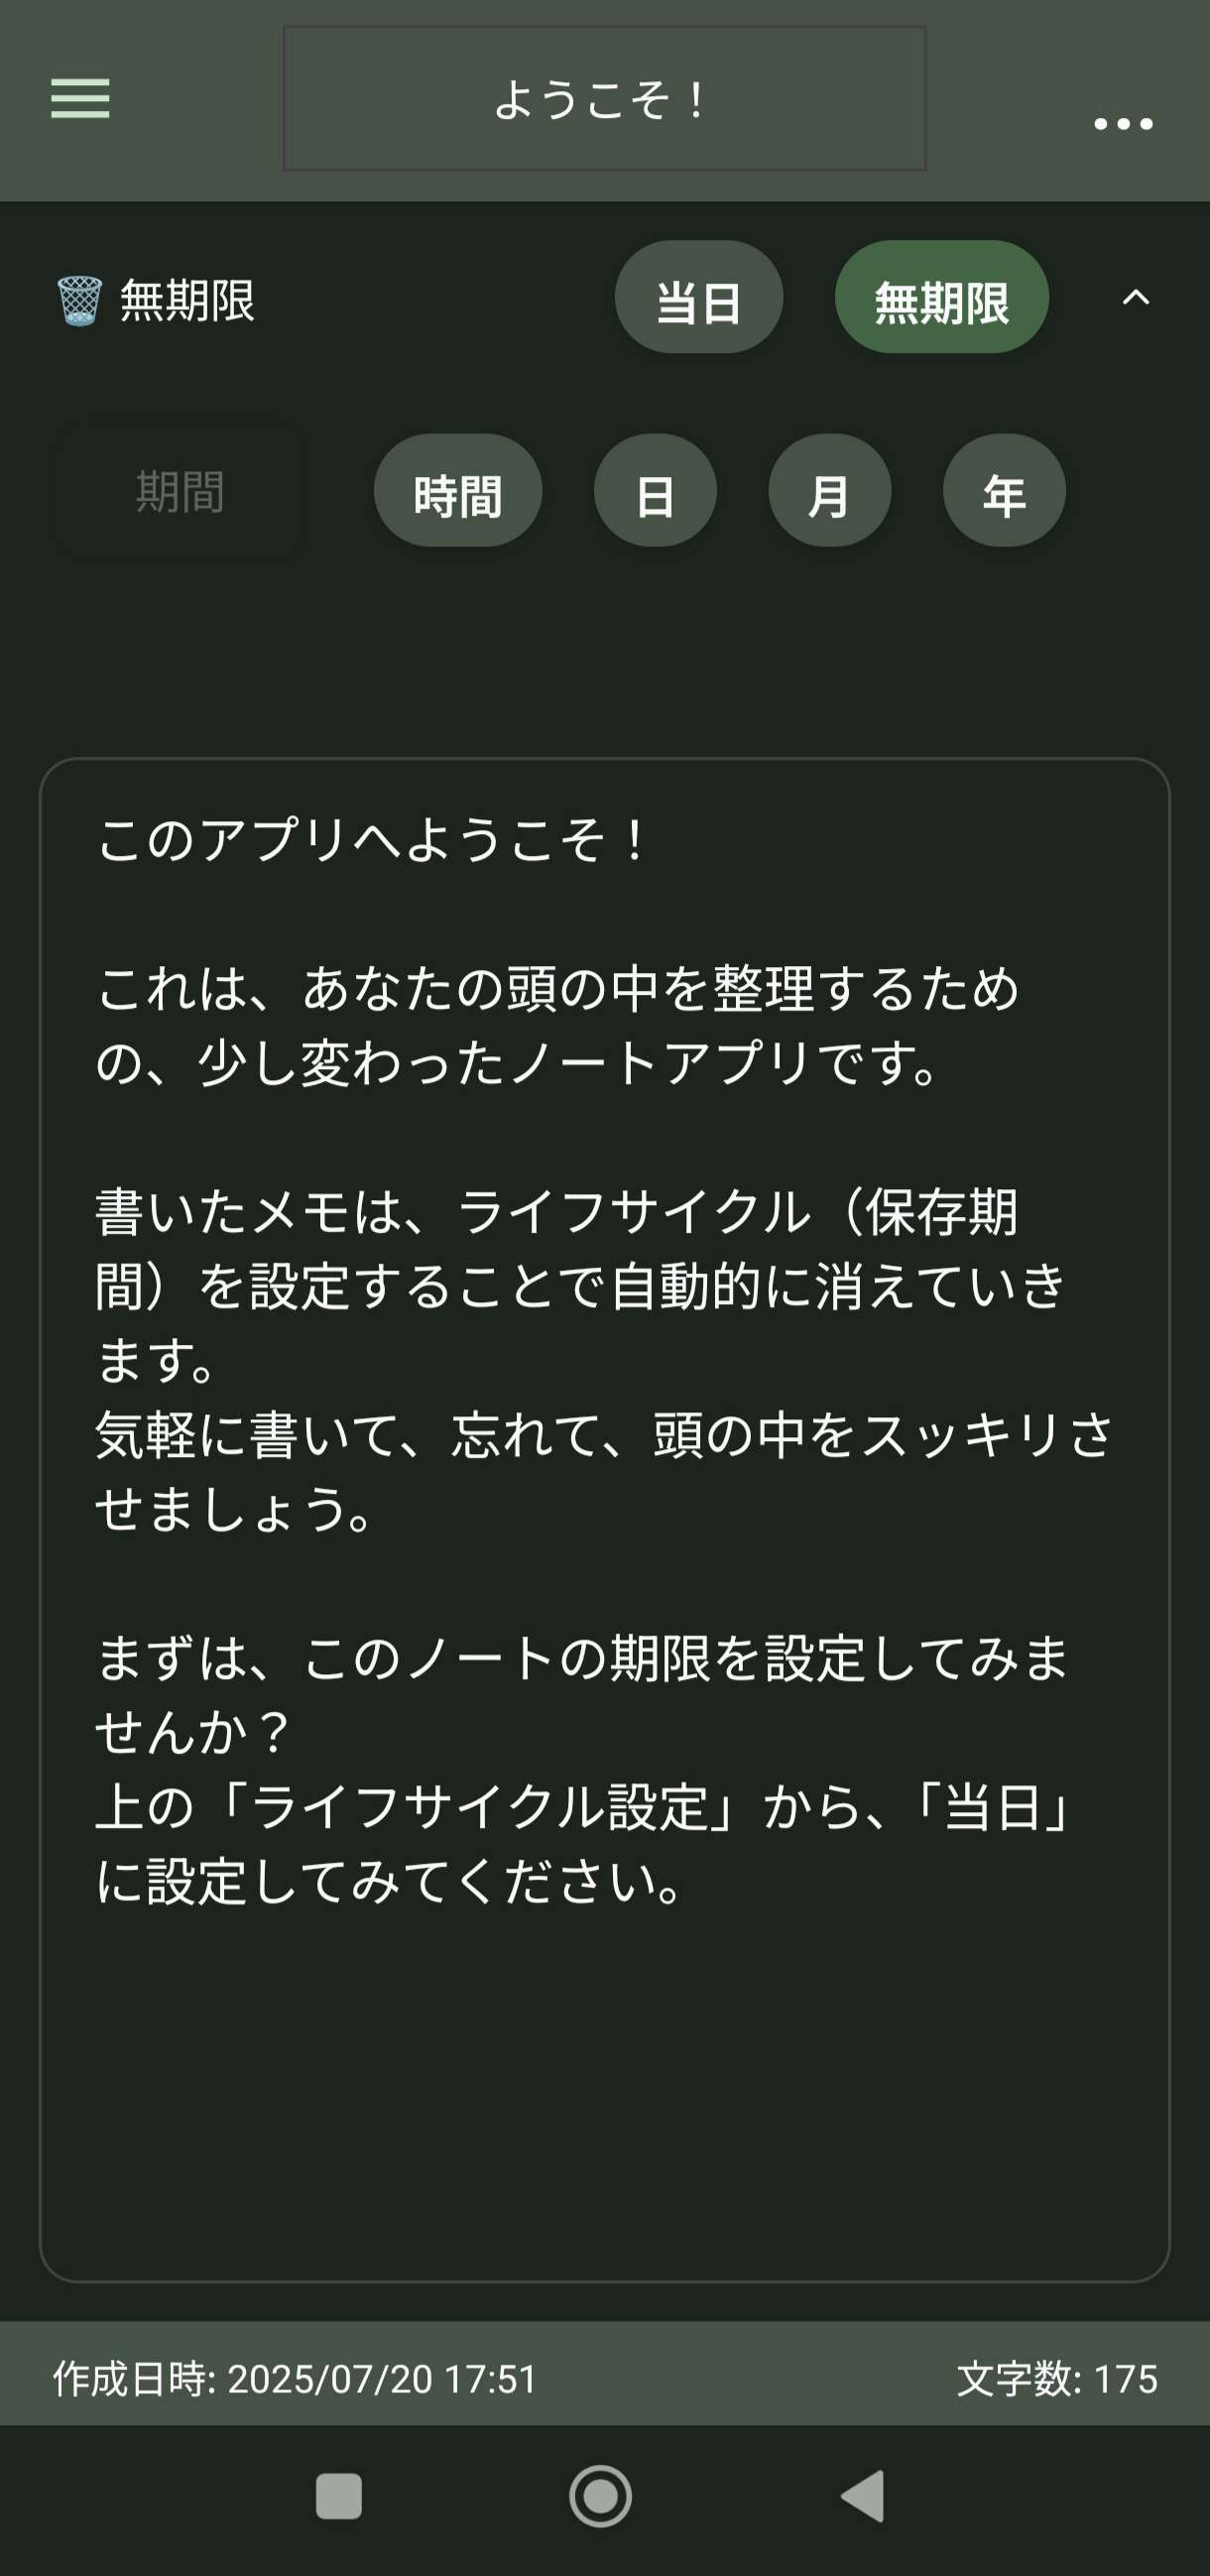 ようこそ！
無期限
当日
無期限
期間
時間
日
月
年
このアプリへようこそ！
これは、あなたの頭の中を整理するため
の、少し変わったノートアプリです。
書いたメモは、ライフサイクル（保存期
間）を設定することで自動的に消えていき
ます。
気軽に書いて、忘れて、頭の中をスッキリさ
せましょう。
まずは、このノートの期限を設定してみま
せんか？
上の「ライフサイクル設定」から、「当日」
に設定してみてください。
作成日時: 2025/07/20 17:51
文字数: 175